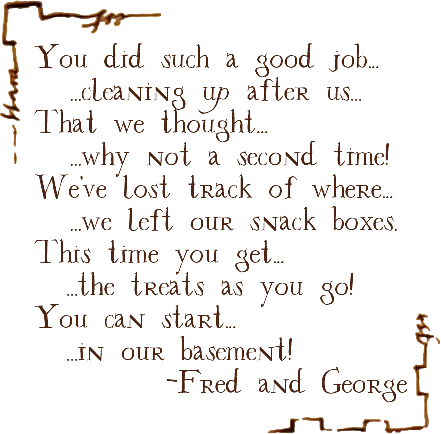 You did such a good job...
...cleaning up after us...
That we thought...
...why not a second time!
We've lost track of where...
...we left our snack boxes.
This time you get...
...the treats as you go!
You can start...
...in our basement!
-Fred and George